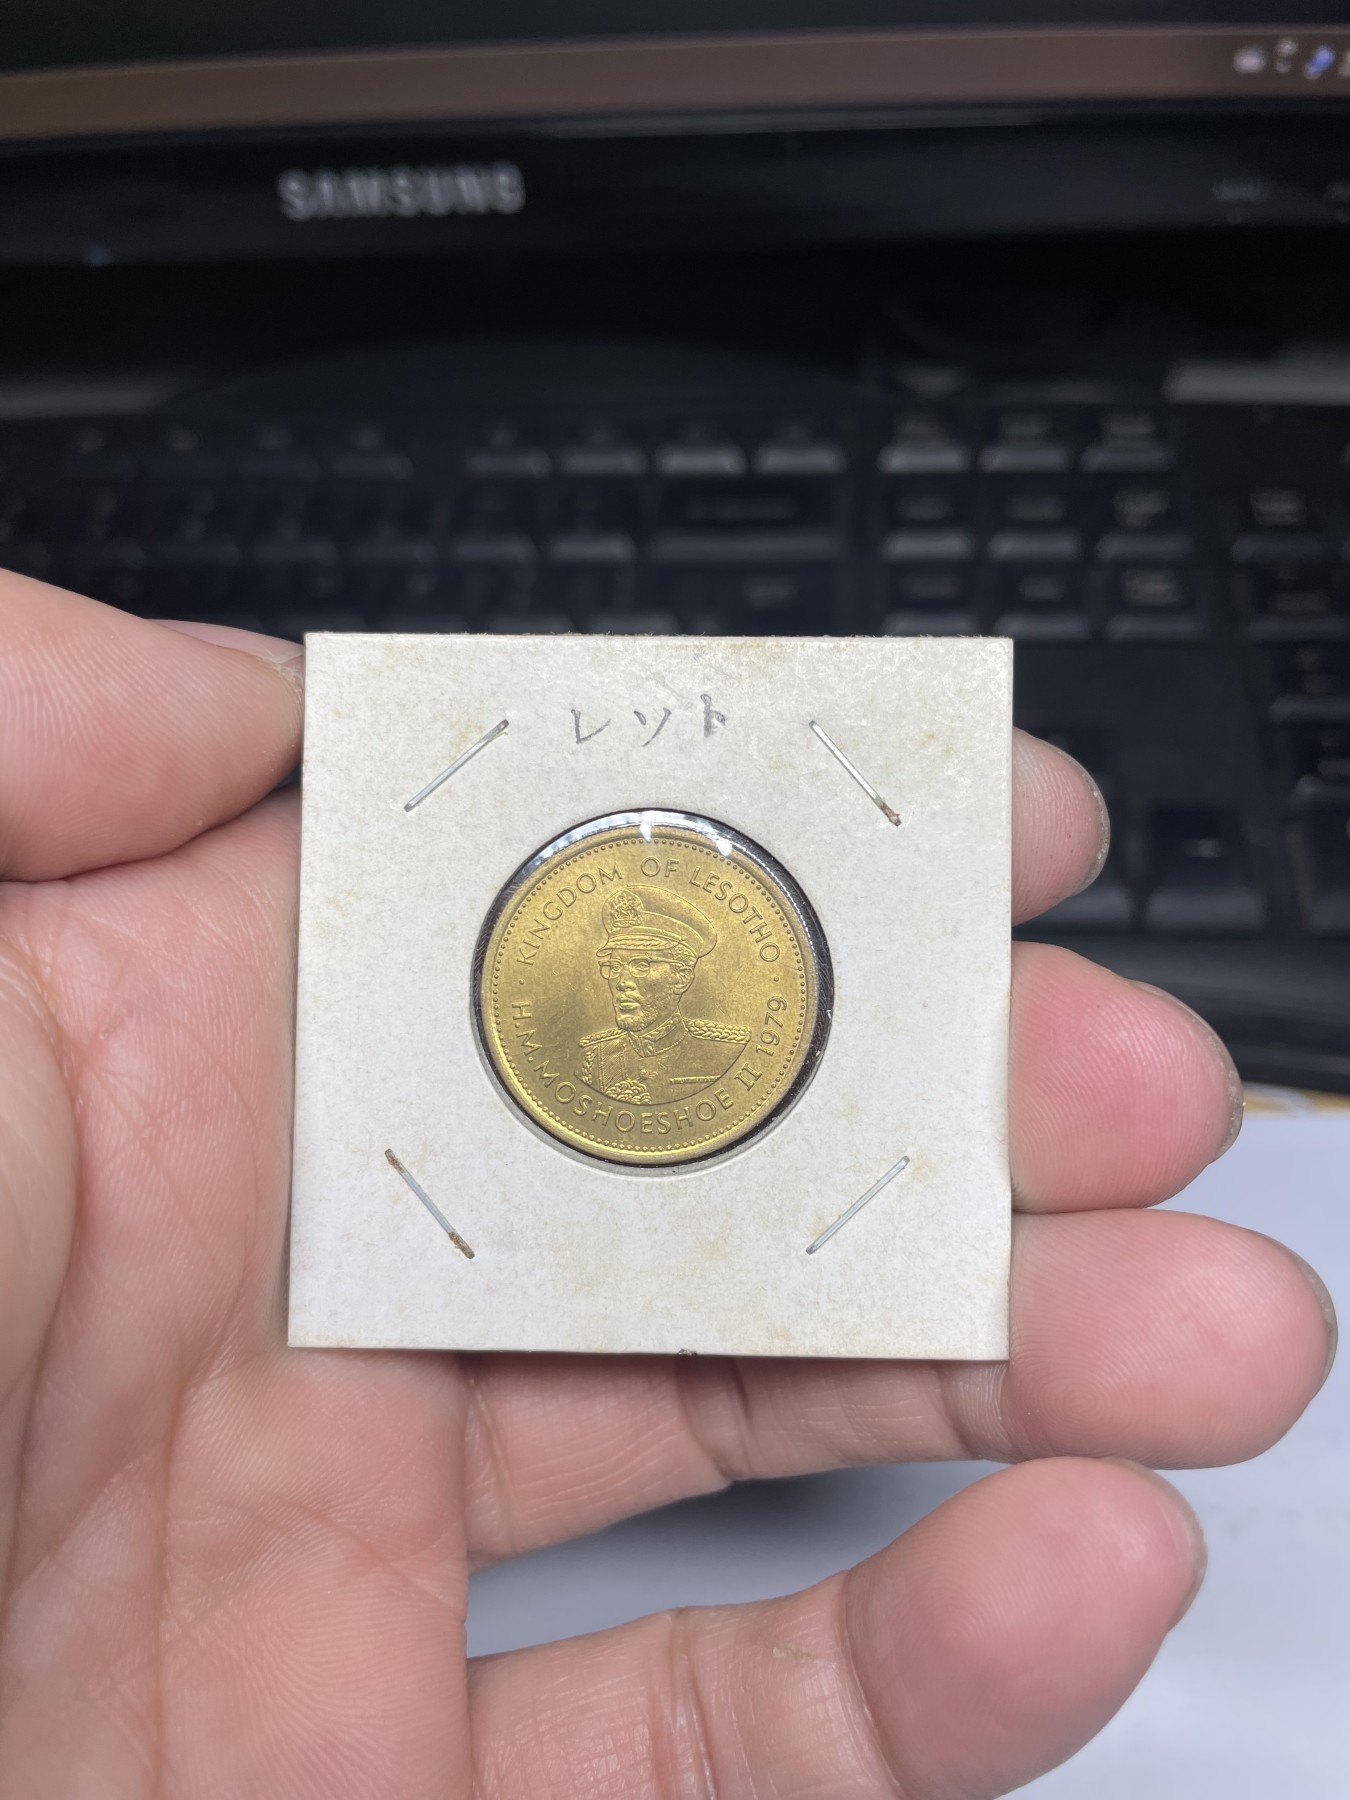 SAMSUNG
レソト
· KINGDOM OF LESOTHO ·
H.M. MOSHOESHOE II 1979